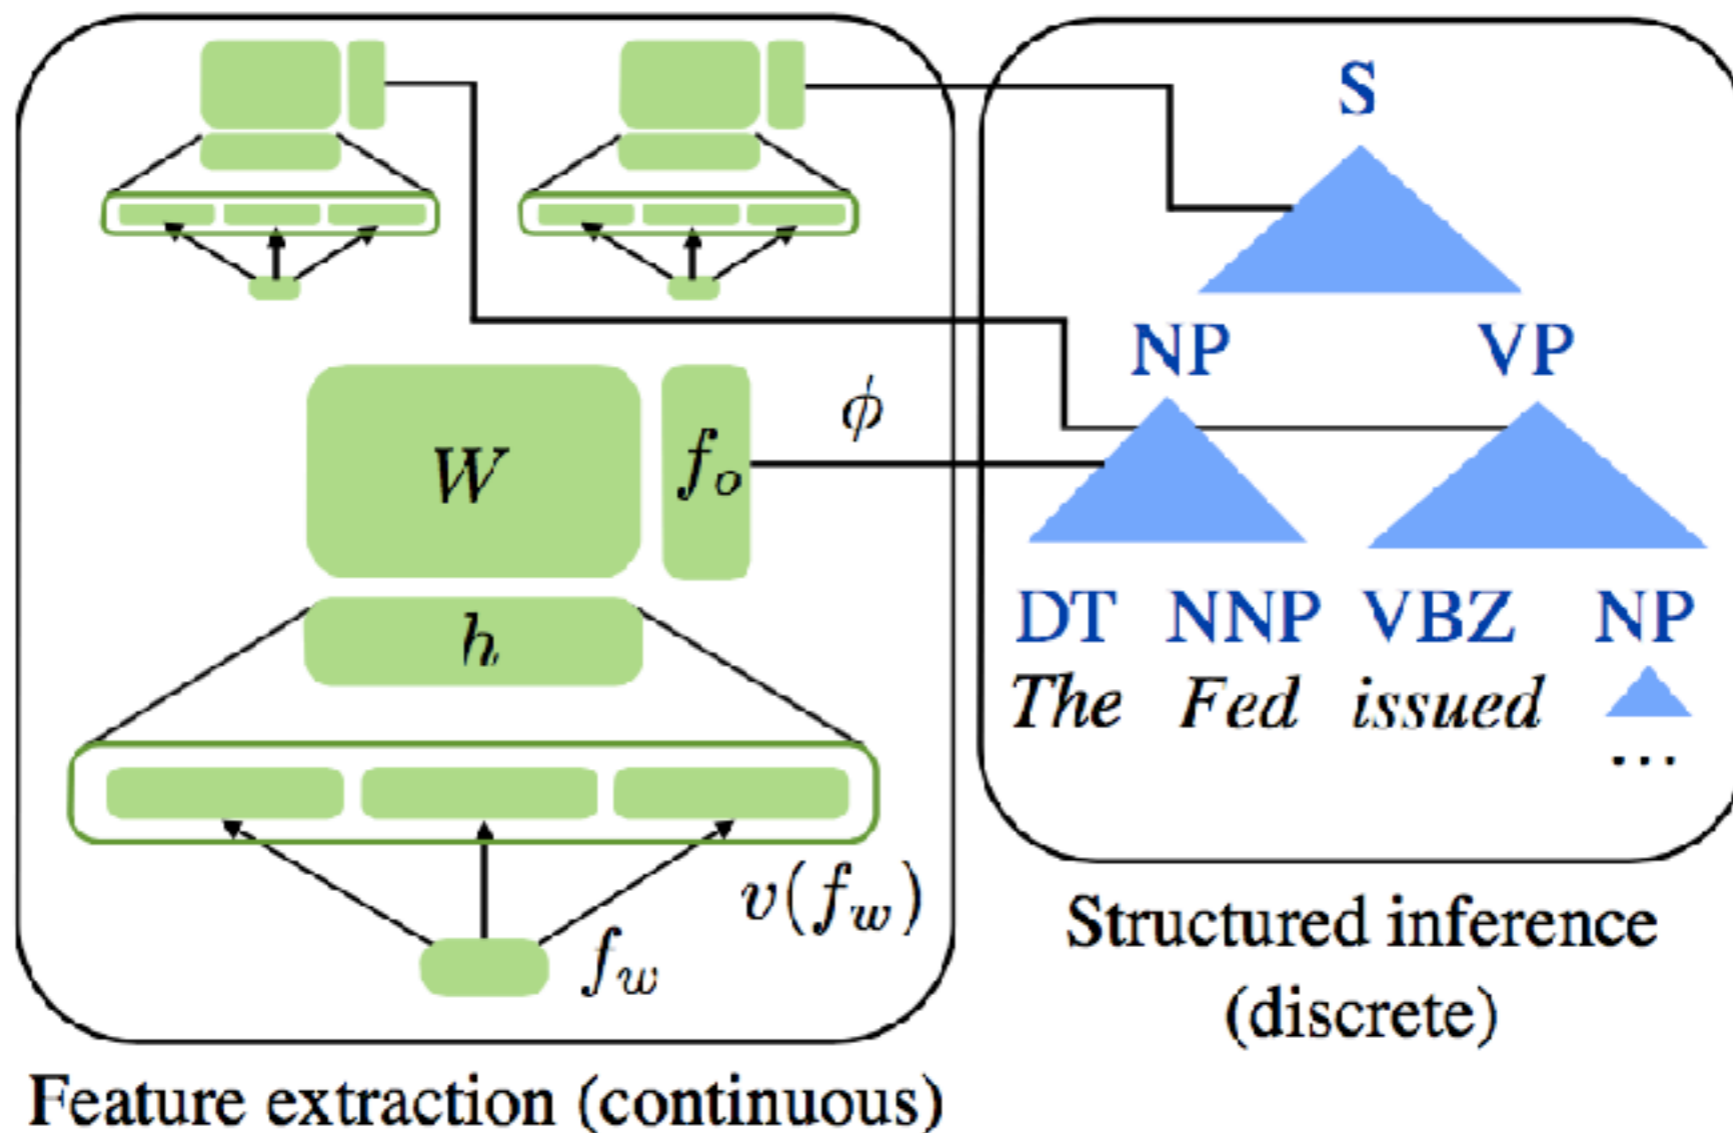 S
NP VP
W f_o ϕ
DT NNP VBZ NP
h
The Fed issued
...
v(f_w)
f_w
Structured inference
(discrete)
Feature extraction (continuous)